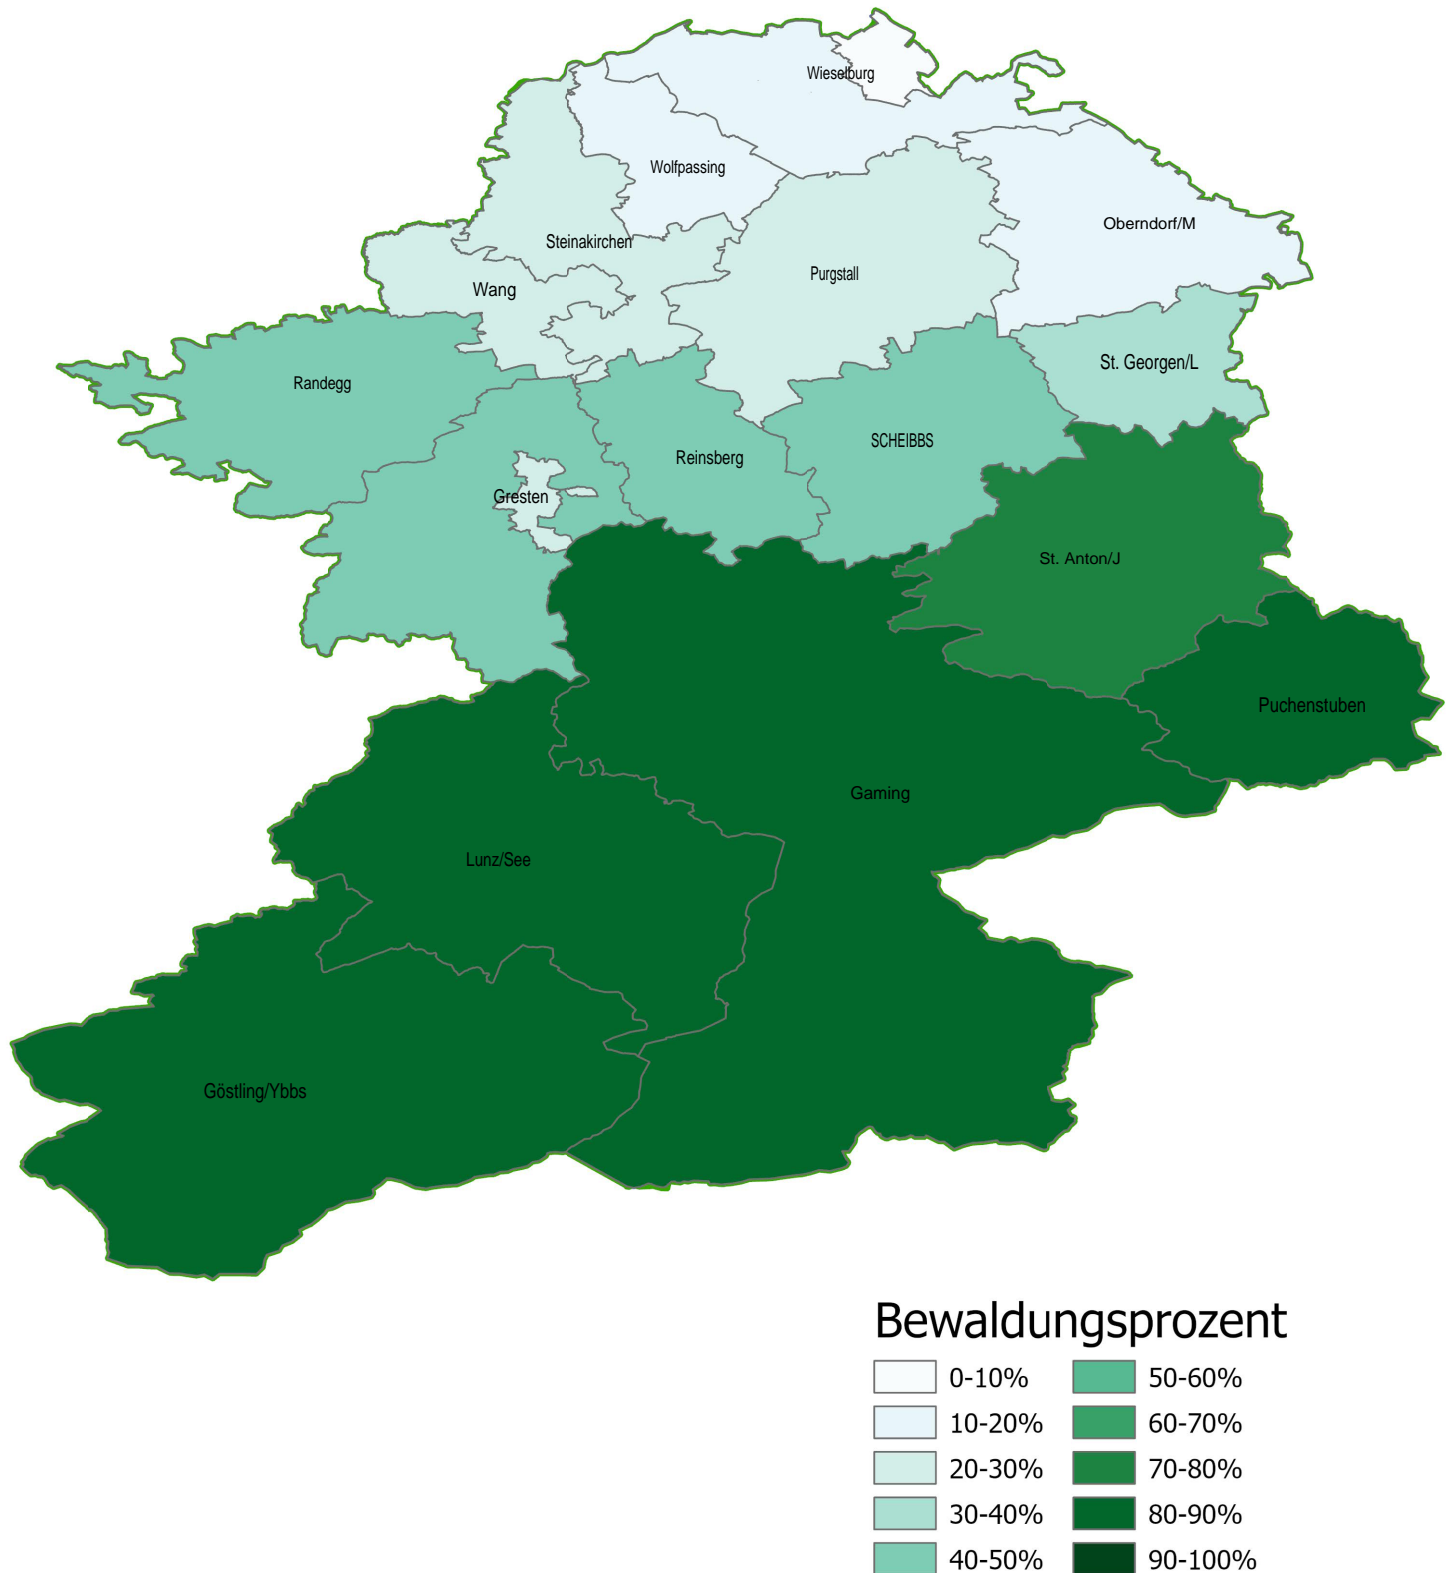 Wieselburg
Wolfpassing
Oberndorf/M
Steinakirchen
Purgstall
Wang
St. Georgen/L
Randegg
SCHEIBBS
Reinsberg
Gresten
St. Anton/J
Puchenstuben
Gaming
Lunz/See
Göstling/Ybbs
Bewaldungsprozent
0-10%
10-20%
20-30%
30-40%
40-50%
50-60%
60-70%
70-80%
80-90%
90-100%